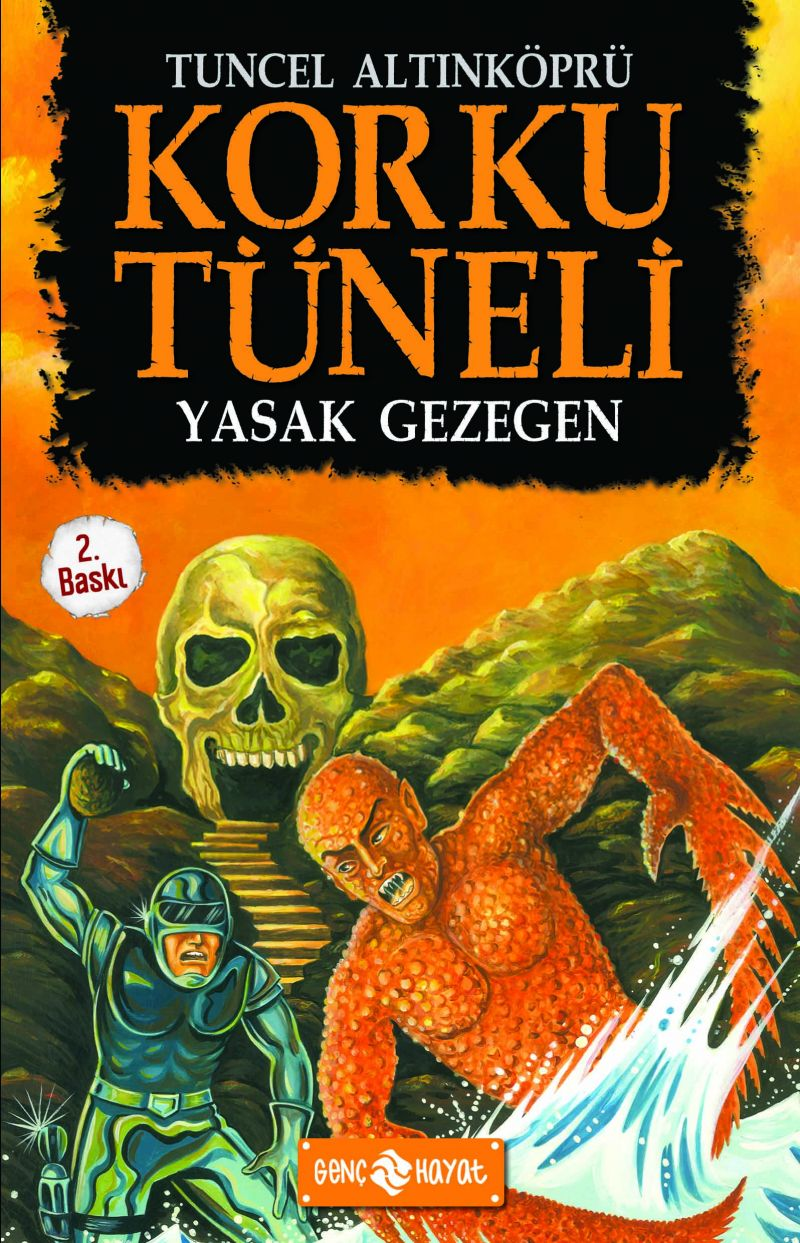 TUNCEL ALTINKÖPRÜ
KORKU
TÜNELİ
YASAK GEZEGEN
2.
Baskı
GENÇ HAYAT